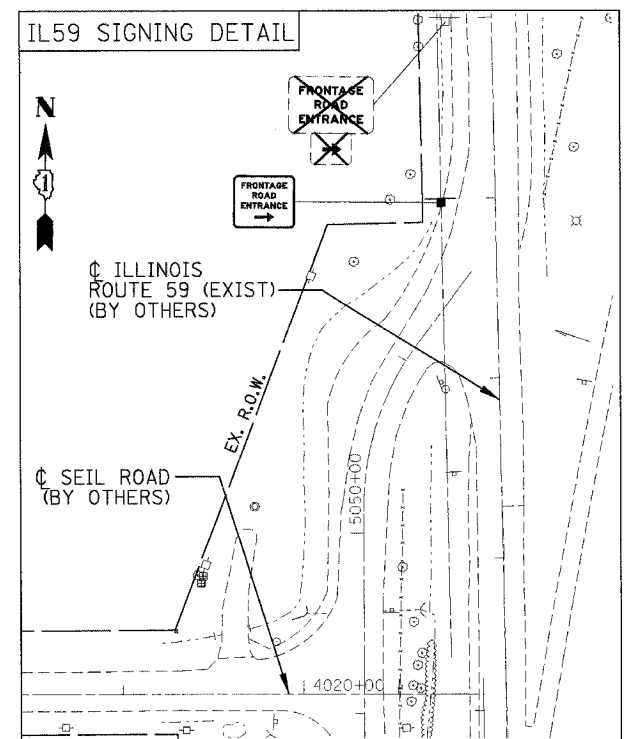 IL59 SIGNING DETAIL
FRONTAGE
ROAD
ENTRANCE
N
1
FRONTAGE
ROAD
ENTRANCE
℄ ILLINOIS
ROUTE 59 (EXIST)
(BY OTHERS)
EX. R.O.W.
℄ SEIL ROAD
(BY OTHERS)
5050+00
4020+00